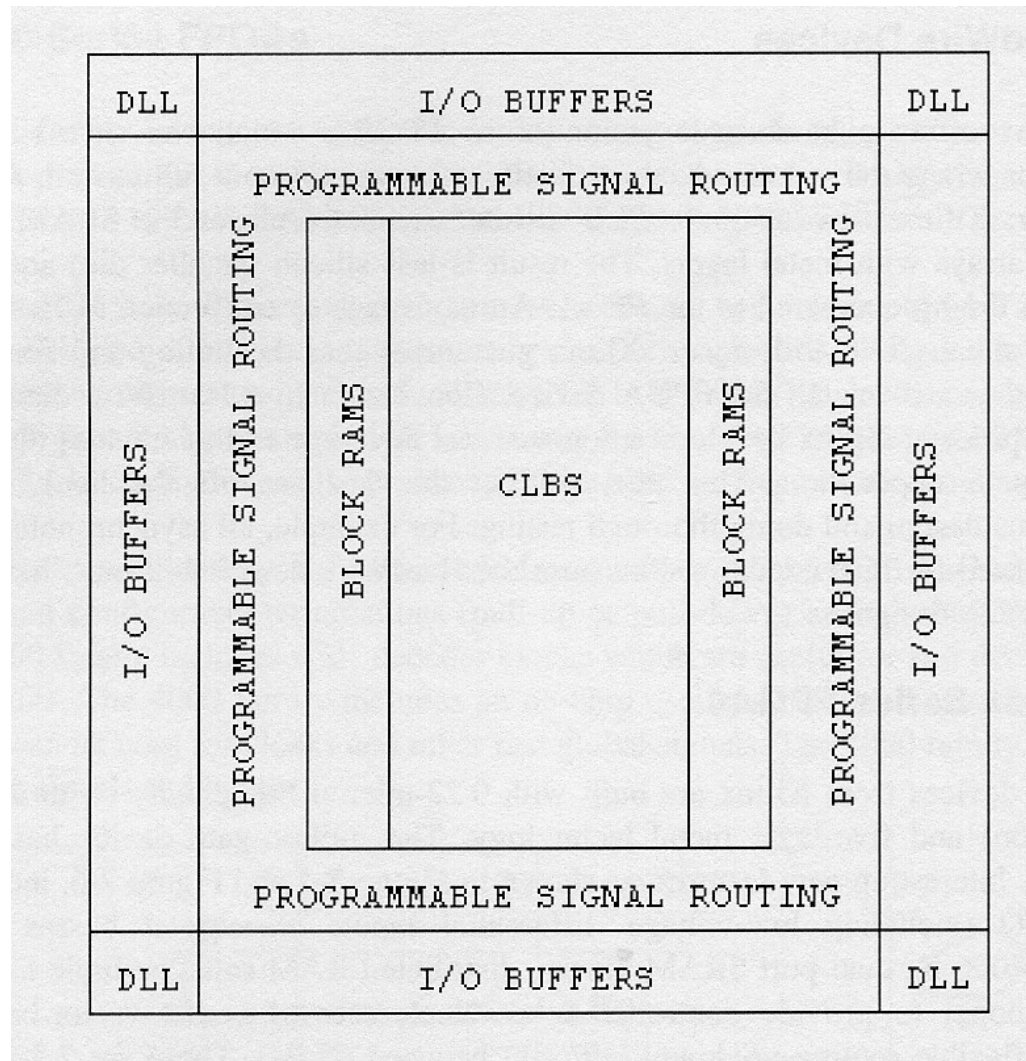 DLL
I/O BUFFERS
DLL
PROGRAMMABLE SIGNAL ROUTING
I/O BUFFERS
PROGRAMMABLE SIGNAL ROUTING
BLOCK RAMS
CLBS
BLOCK RAMS
PROGRAMMABLE SIGNAL ROUTING
I/O BUFFERS
PROGRAMMABLE SIGNAL ROUTING
DLL
I/O BUFFERS
DLL